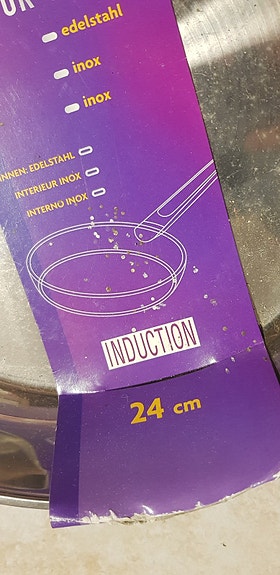 edelstahl
inox
inox
INNEN: EDELSTAHL
INTERIEUR INOX
INTERNO INOX
INDUCTION
24 cm